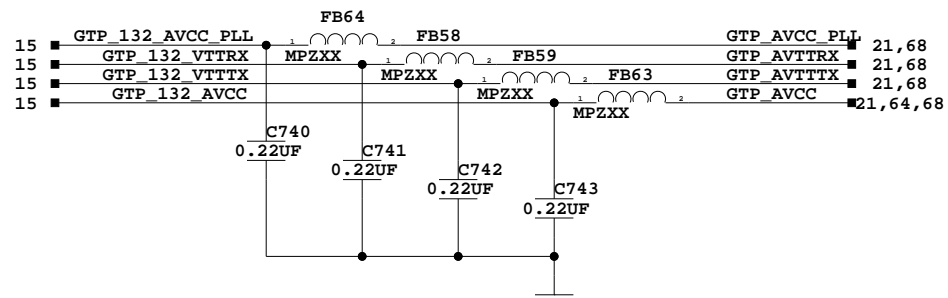 FB64
15 GTP_132_AVCC_PLL 1 2 FB58 GTP_AVCC_PLL 21,68
15 GTP_132_VTTRX MPZXX 1 2 FB59 GTP_AVTTRX 21,68
15 GTP_132_VTTTX MPZXX 1 2 FB63 GTP_AVTTTX 21,68
15 GTP_132_AVCC MPZXX 1 2 GTP_AVCC 21,64,68
MPZXX
C740
0.22UF
C741
0.22UF
C742
0.22UF
C743
0.22UF